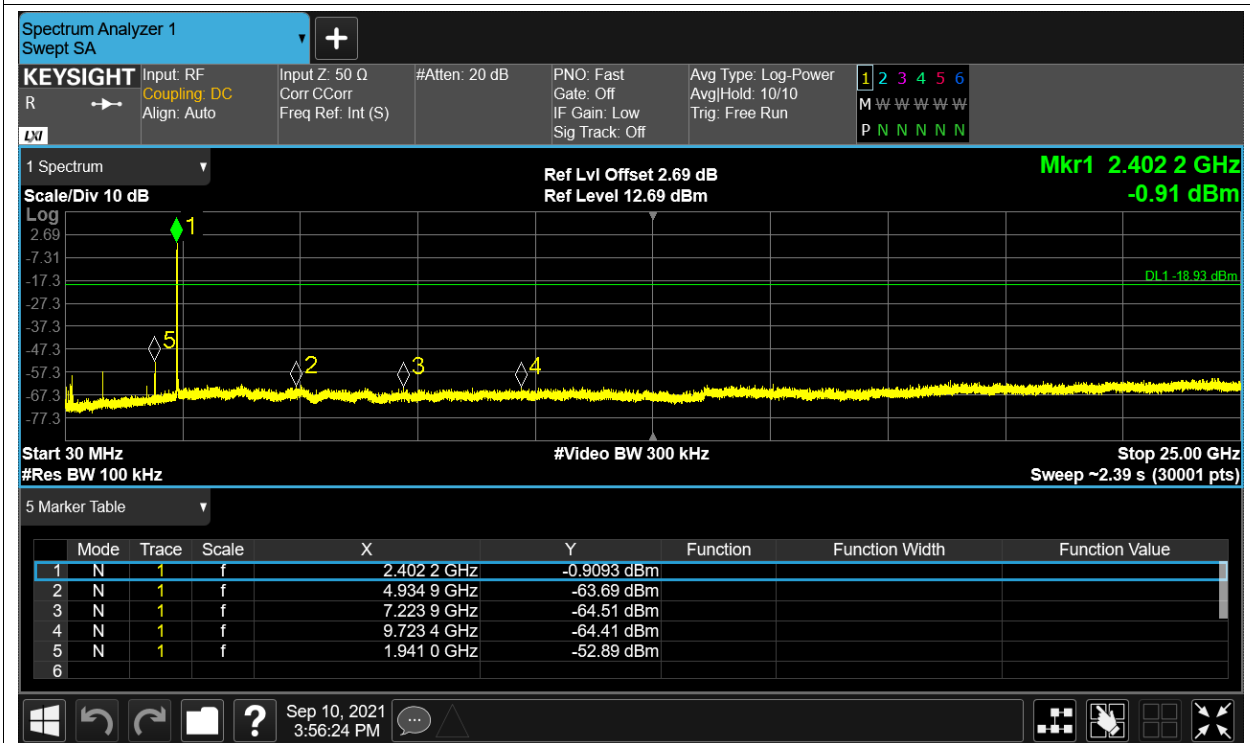 Spectrum Analyzer 1
Swept SA
KEYSIGHT Input: RF Input Z: 50 Ω #Atten: 20 dB PNO: Fast Avg Type: Log-Power 1 2 3 4 5 6
R Coupling: DC Corr CCorr Gate: Off Avg|Hold: 10/10 M W W W W W W
Align: Auto Freq Ref: Int (S) IF Gain: Low Trig: Free Run
LXI Sig Track: Off P N N N N N N
1 Spectrum Ref Lvl Offset 2.69 dB Mkr1 2.402 2 GHz
Scale/Div 10 dB Ref Level 12.69 dBm -0.91 dBm
Log
1
2.69
-7.31
-17.3 DL1 -18.93 dBm
-27.3
-37.3
5
-47.3
2 3 4
-57.3
-67.3
-77.3
Start 30 MHz #Video BW 300 kHz Stop 25.00 GHz
#Res BW 100 kHz Sweep ~2.39 s (30001 pts)
5 Marker Table
Mode Trace Scale X Y Function Function Width Function Value
1 N 1 f 2.402 2 GHz -0.9093 dBm
2 N 1 f 4.934 9 GHz -63.69 dBm
3 N 1 f 7.223 9 GHz -64.51 dBm
4 N 1 f 9.723 4 GHz -64.41 dBm
5 N 1 f 1.941 0 GHz -52.89 dBm
6
? Sep 10, 2021
3:56:24 PM